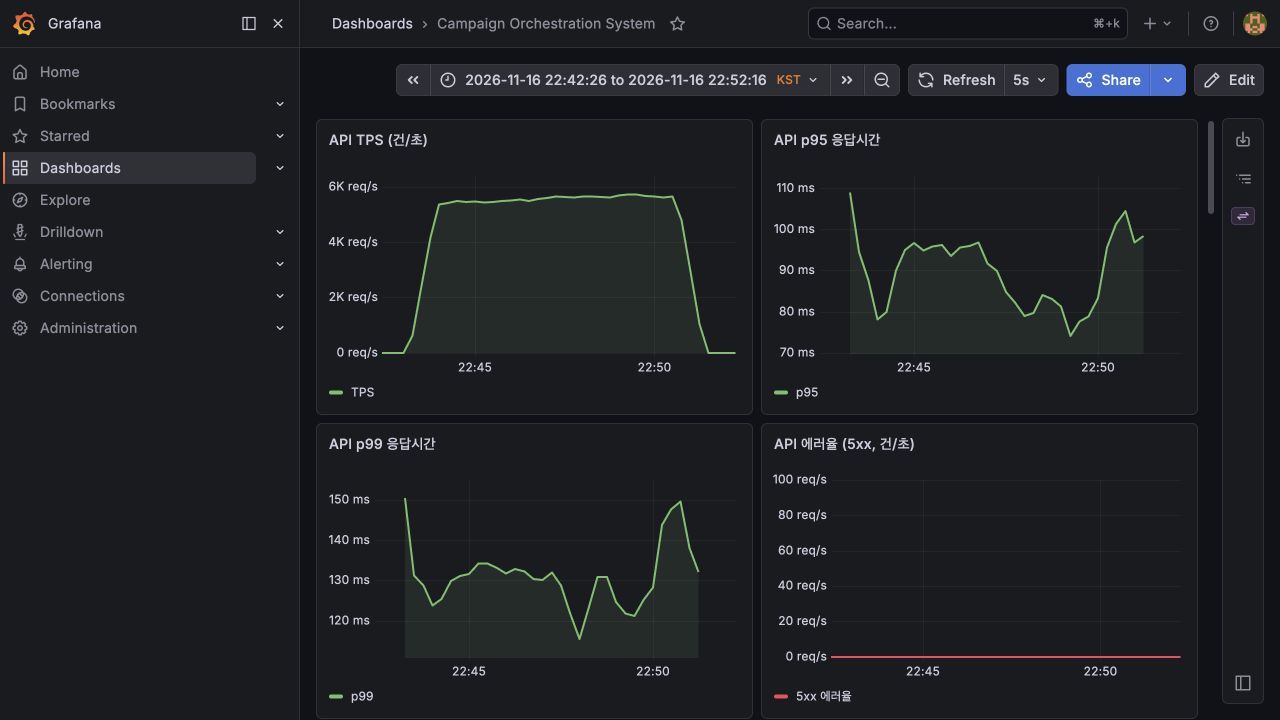 Grafana
Dashboards › Campaign Orchestration System
Search...
⌘+k
Home
Bookmarks
Starred
Dashboards
Explore
Drilldown
Alerting
Connections
Administration
2026-11-16 22:42:26 to 2026-11-16 22:52:16 KST
Refresh
5s
Share
Edit
API TPS (건/초)
6K req/s
4K req/s
2K req/s
0 req/s
22:45
22:50
TPS
API p95 응답시간
110 ms
100 ms
90 ms
80 ms
70 ms
22:45
22:50
p95
API p99 응답시간
150 ms
140 ms
130 ms
120 ms
22:45
22:50
p99
API 에러율 (5xx, 건/초)
100 req/s
80 req/s
60 req/s
40 req/s
20 req/s
0 req/s
22:45
22:50
5xx 에러율